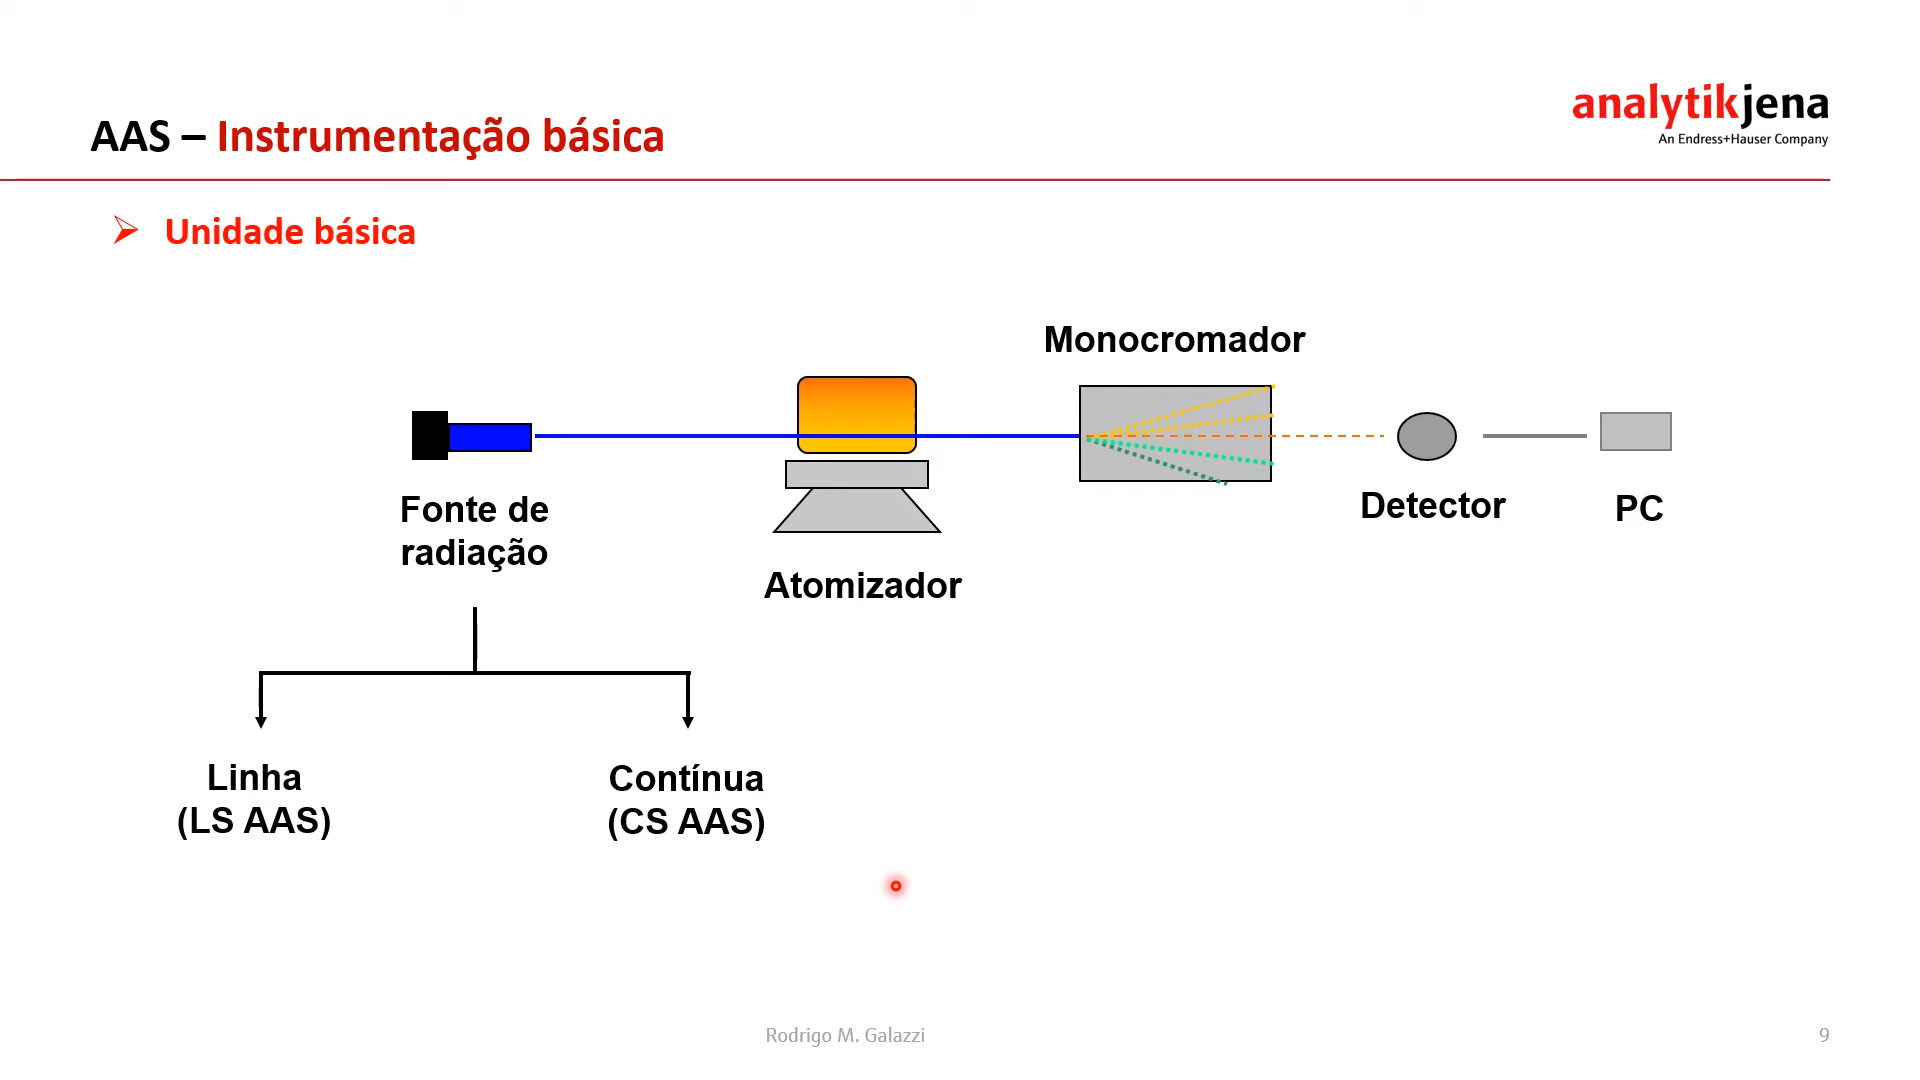 analytikjena
An Endress+Hauser Company
AAS – Instrumentação básica
Unidade básica
Monocromador
Fonte de
radiação
Atomizador
Detector
PC
Linha
(LS AAS)
Contínua
(CS AAS)
Rodrigo M. Galazzi
9